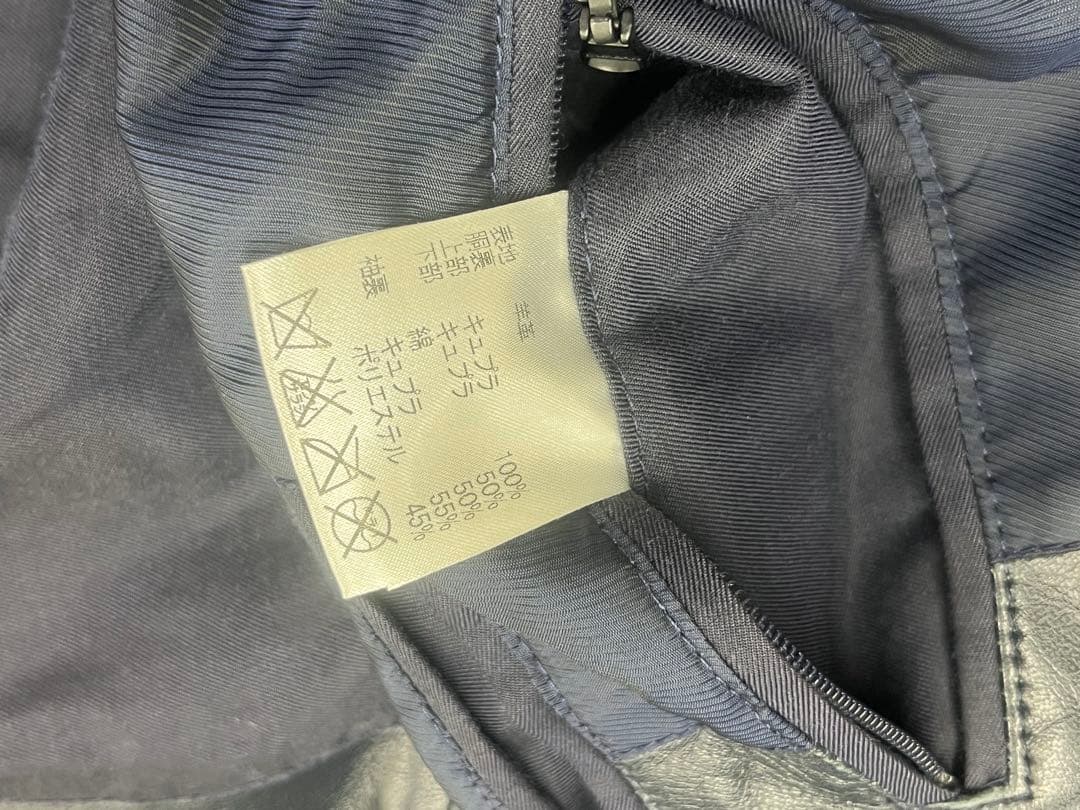 表地 羊革
胴裏上部 キュプラ 100%
下部 キュプラ 50%
綿 50%
袖裏 キュプラ 55%
ポリエステル 45%